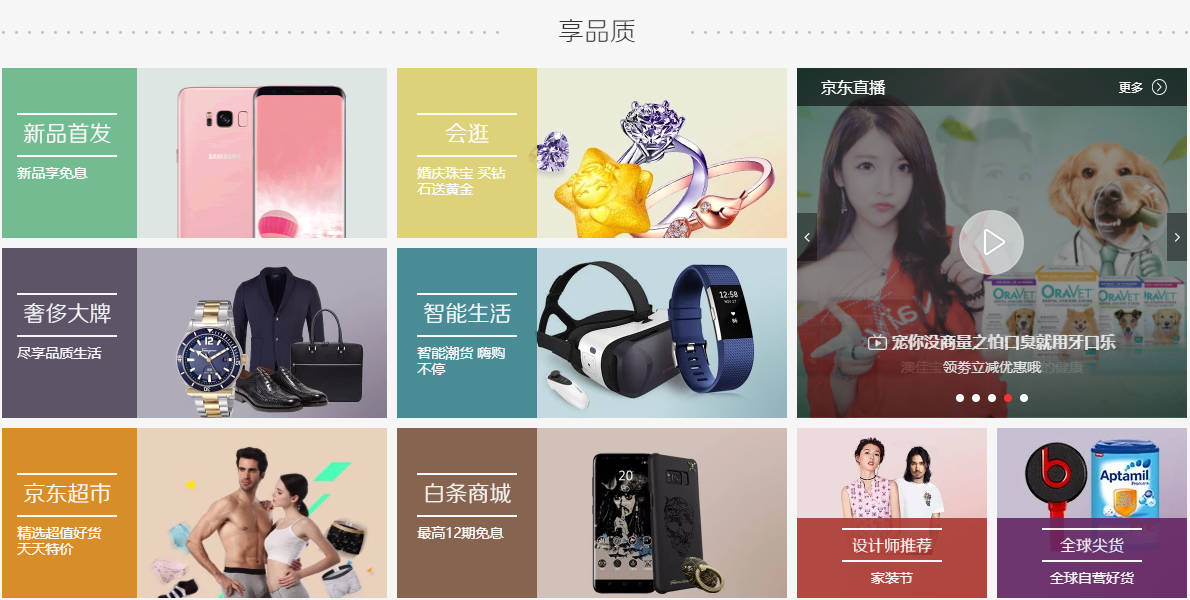 享品质
新品首发
新品享免息
SAMSUNG
会逛
婚庆珠宝 买钻
石送黄金
京东直播
更多
ORAVET
ORAVET
ORAVET
ORAVET
宠你没商量之怕口臭就用牙口乐
领券立减优惠哦
奢侈大牌
尽享品质生活
智能生活
智能潮货 嗨购
不停
12:58
86
京东超市
精选超值好货
天天特价
白条商城
最高12期免息
20
设计师推荐
家装节
Aptamil
全球尖货
全球自营好货